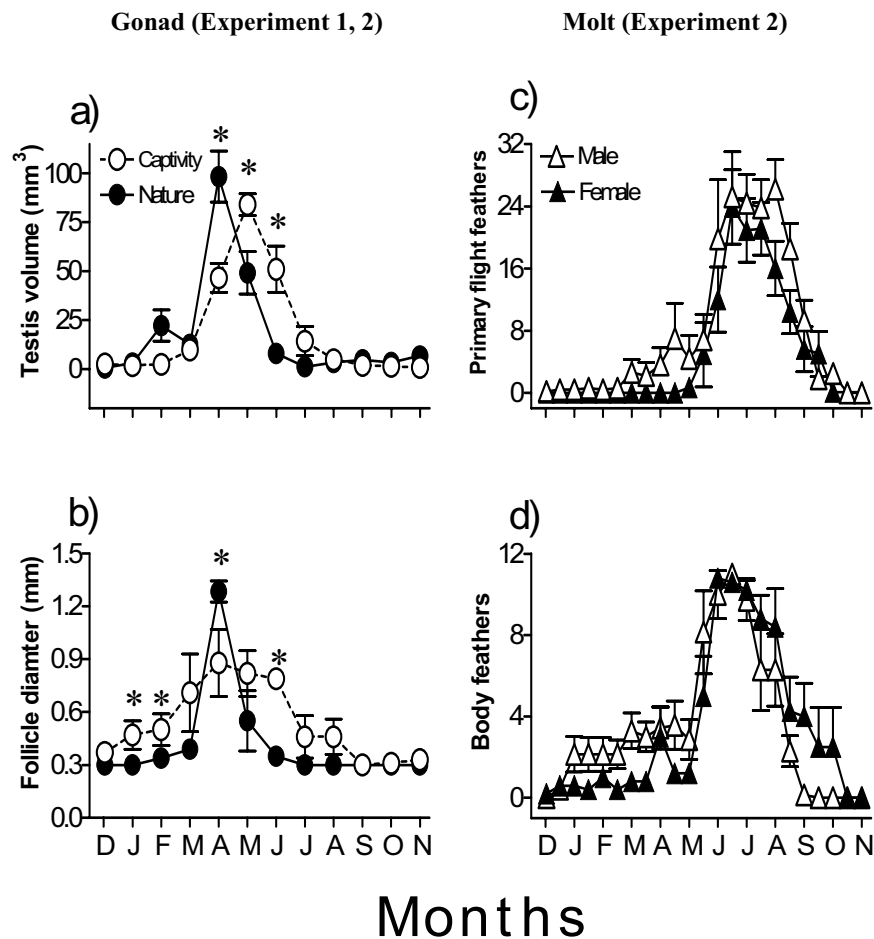 Gonad (Experiment 1, 2)
Molt (Experiment 2)
a)
* * *
Captivity
Nature
Testis volume (mm³)
100
75
50
25
0
c)
Male
Female
Primary flight feathers
32
24
16
8
0
b)
* * * *
Follicle diamter (mm)
1.5
1.2
0.9
0.6
0.3
0.0
D J F M A M J J A S O N
d)
Body feathers
12
8
4
0
D J F M A M J J A S O N
Months